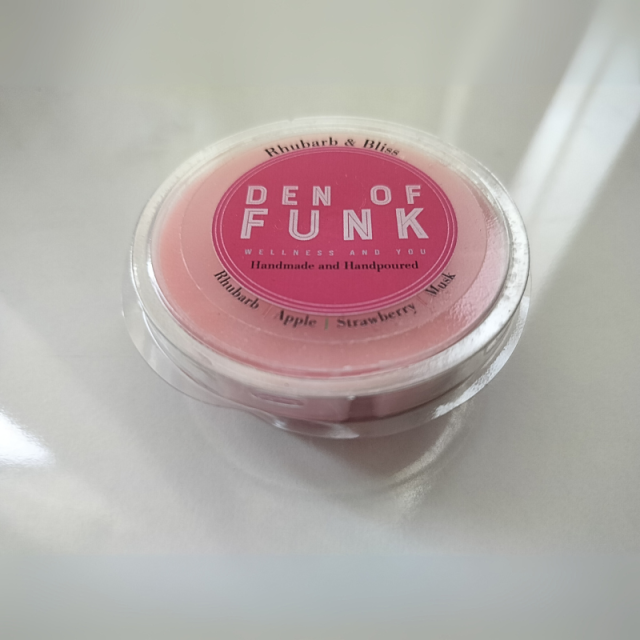 Rhubarb & Bliss
DEN OF
FUNK
WELLNESS AND YOU
Handmade and Handpoured
Rhubarb | Apple | Strawberry | Musk